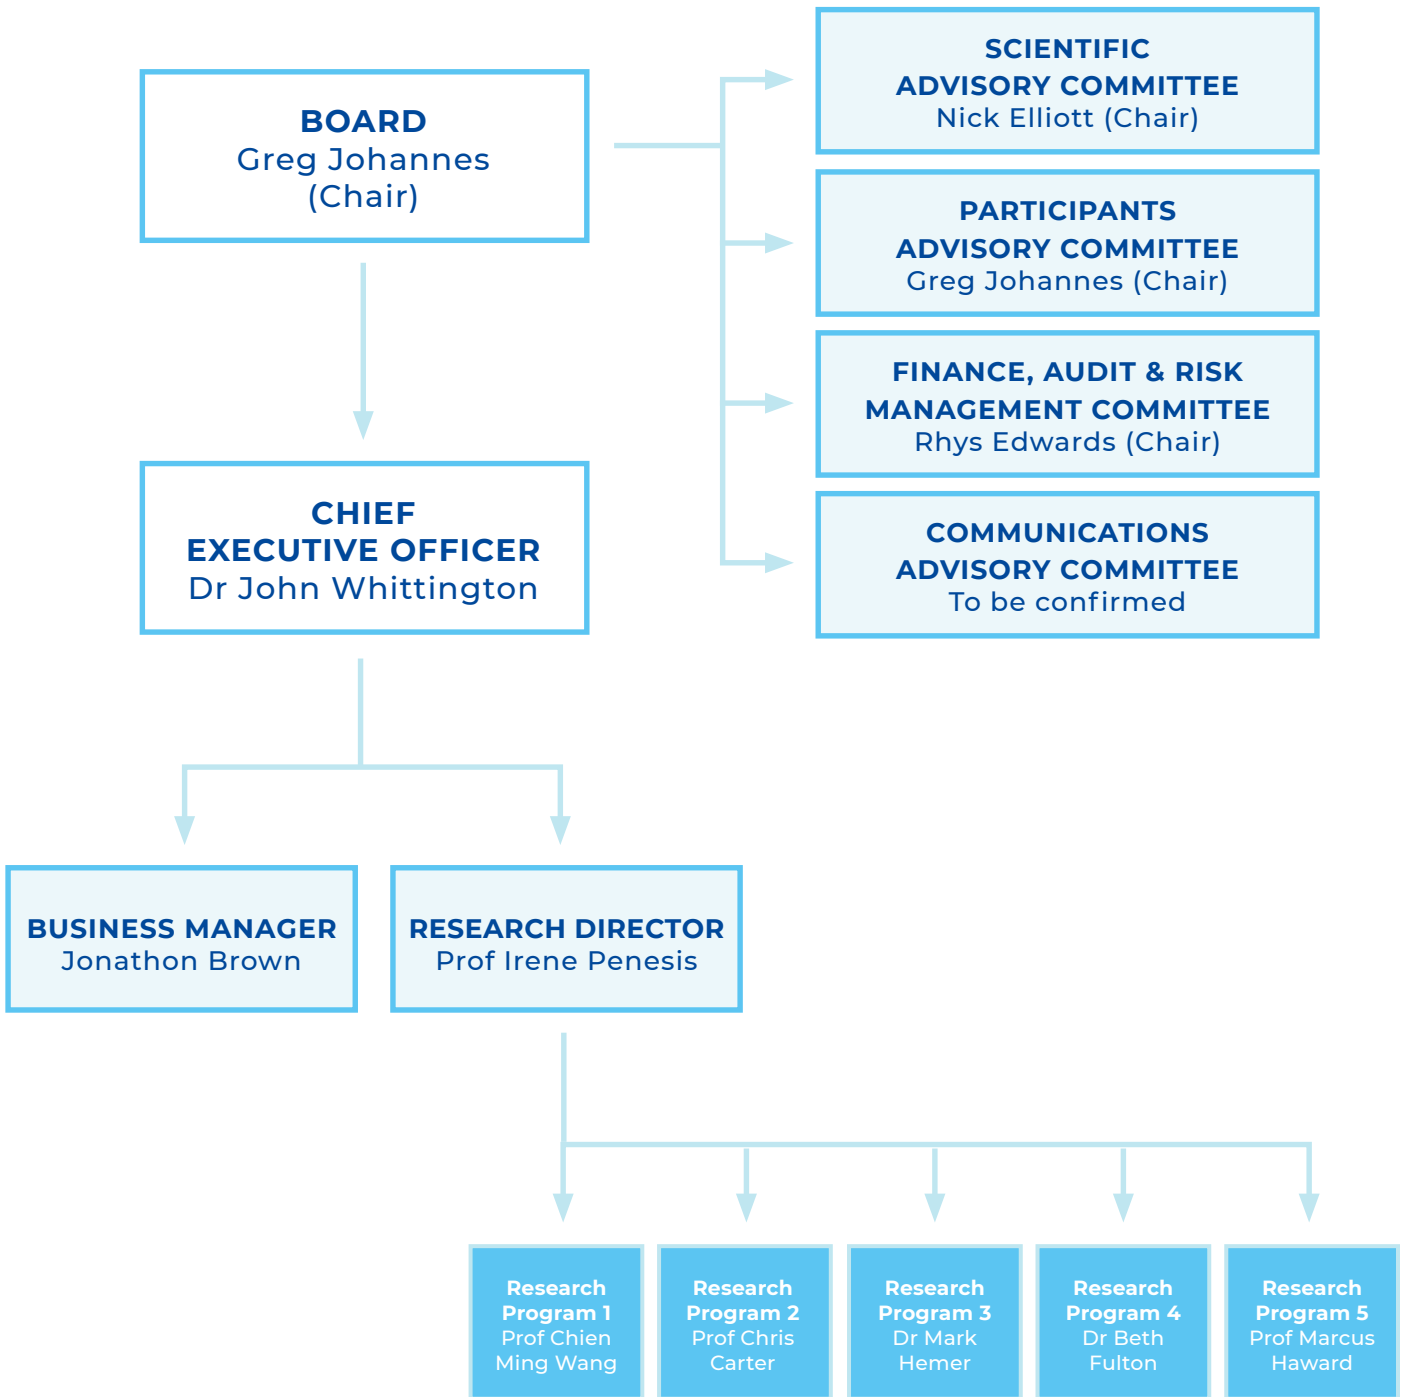 BOARD
Greg Johannes
(Chair)
SCIENTIFIC
ADVISORY COMMITTEE
Nick Elliott (Chair)
PARTICIPANTS
ADVISORY COMMITTEE
Greg Johannes (Chair)
FINANCE, AUDIT & RISK
MANAGEMENT COMMITTEE
Rhys Edwards (Chair)
COMMUNICATIONS
ADVISORY COMMITTEE
To be confirmed
CHIEF
EXECUTIVE OFFICER
Dr John Whittington
BUSINESS MANAGER
Jonathon Brown
RESEARCH DIRECTOR
Prof Irene Penesis
Research
Program 1
Prof Chien
Ming Wang
Research
Program 2
Prof Chris
Carter
Research
Program 3
Dr Mark
Hemer
Research
Program 4
Dr Beth
Fulton
Research
Program 5
Prof Marcus
Haward